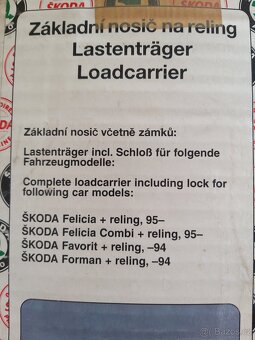 Základní nosič na reling
Lastenträger
Loadcarrier
Základní nosič včetně zámků:
Lastenträger incl. Schloß für folgende
Fahrzeugmodelle:
Complete loadcarrier including lock for
following car models:
ŠKODA Felicia + reling, 95–
ŠKODA Felicia Combi + reling, 95–
ŠKODA Favorit + reling, –94
ŠKODA Forman + reling, –94